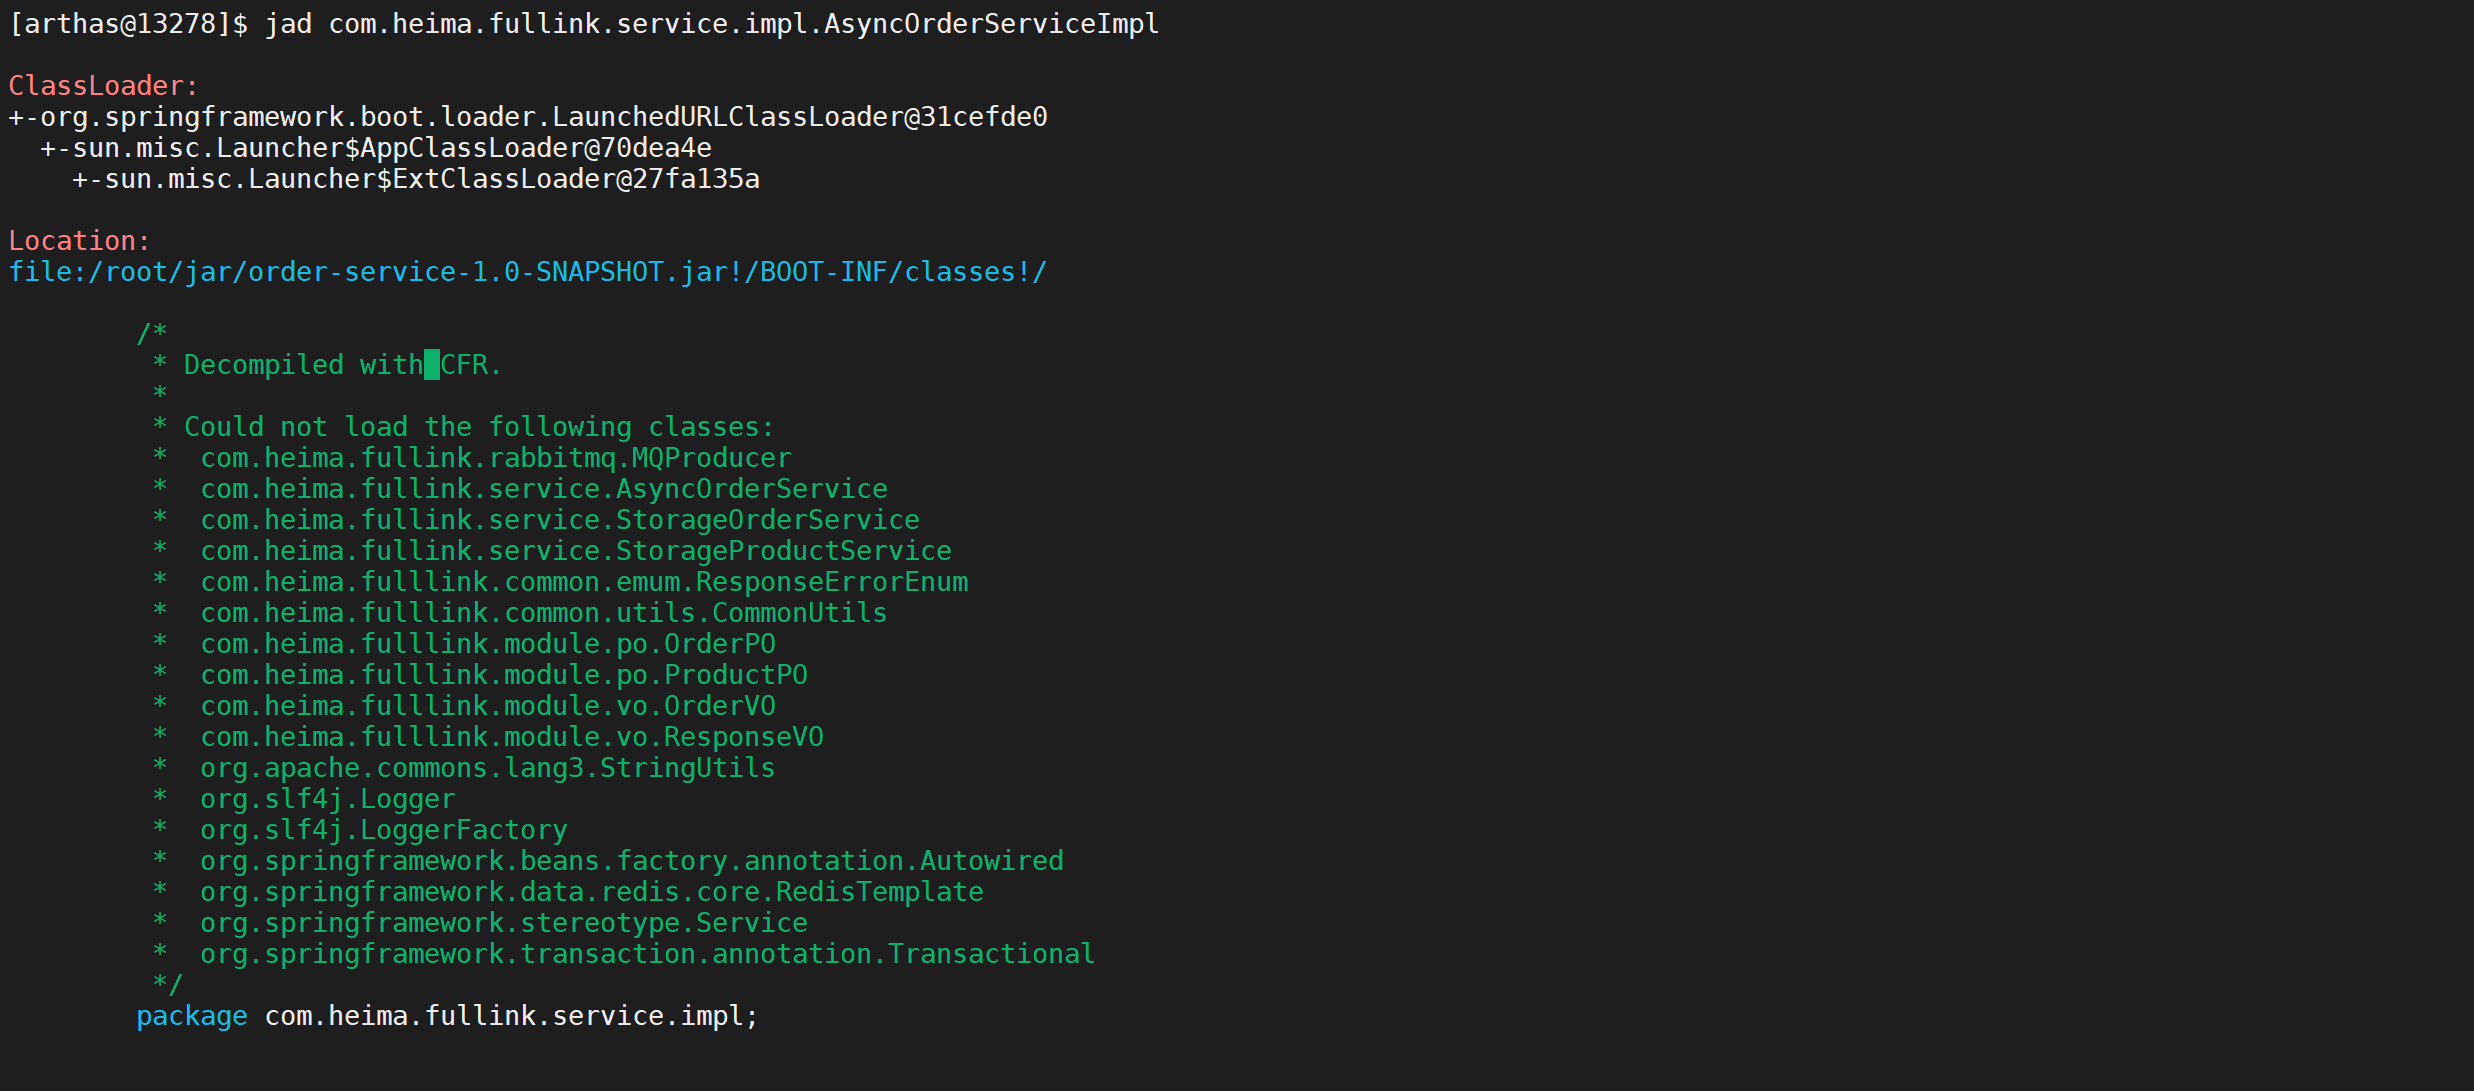 [arthas@13278]$ jad com.heima.fullink.service.impl.AsyncOrderServiceImpl
ClassLoader:
+-org.springframework.boot.loader.LaunchedURLClassLoader@31cefde0
  +-sun.misc.Launcher$AppClassLoader@70dea4e
    +-sun.misc.Launcher$ExtClassLoader@27fa135a
Location:
file:/root/jar/order-service-1.0-SNAPSHOT.jar!/BOOT-INF/classes!/
        /*
         * Decompiled with CFR.
         *
         * Could not load the following classes:
         *  com.heima.fullink.rabbitmq.MQProducer
         *  com.heima.fullink.service.AsyncOrderService
         *  com.heima.fullink.service.StorageOrderService
         *  com.heima.fullink.service.StorageProductService
         *  com.heima.fulllink.common.emum.ResponseErrorEnum
         *  com.heima.fulllink.common.utils.CommonUtils
         *  com.heima.fulllink.module.po.OrderPO
         *  com.heima.fulllink.module.po.ProductPO
         *  com.heima.fulllink.module.vo.OrderVO
         *  com.heima.fulllink.module.vo.ResponseVO
         *  org.apache.commons.lang3.StringUtils
         *  org.slf4j.Logger
         *  org.slf4j.LoggerFactory
         *  org.springframework.beans.factory.annotation.Autowired
         *  org.springframework.data.redis.core.RedisTemplate
         *  org.springframework.stereotype.Service
         *  org.springframework.transaction.annotation.Transactional
         */
        package com.heima.fullink.service.impl;